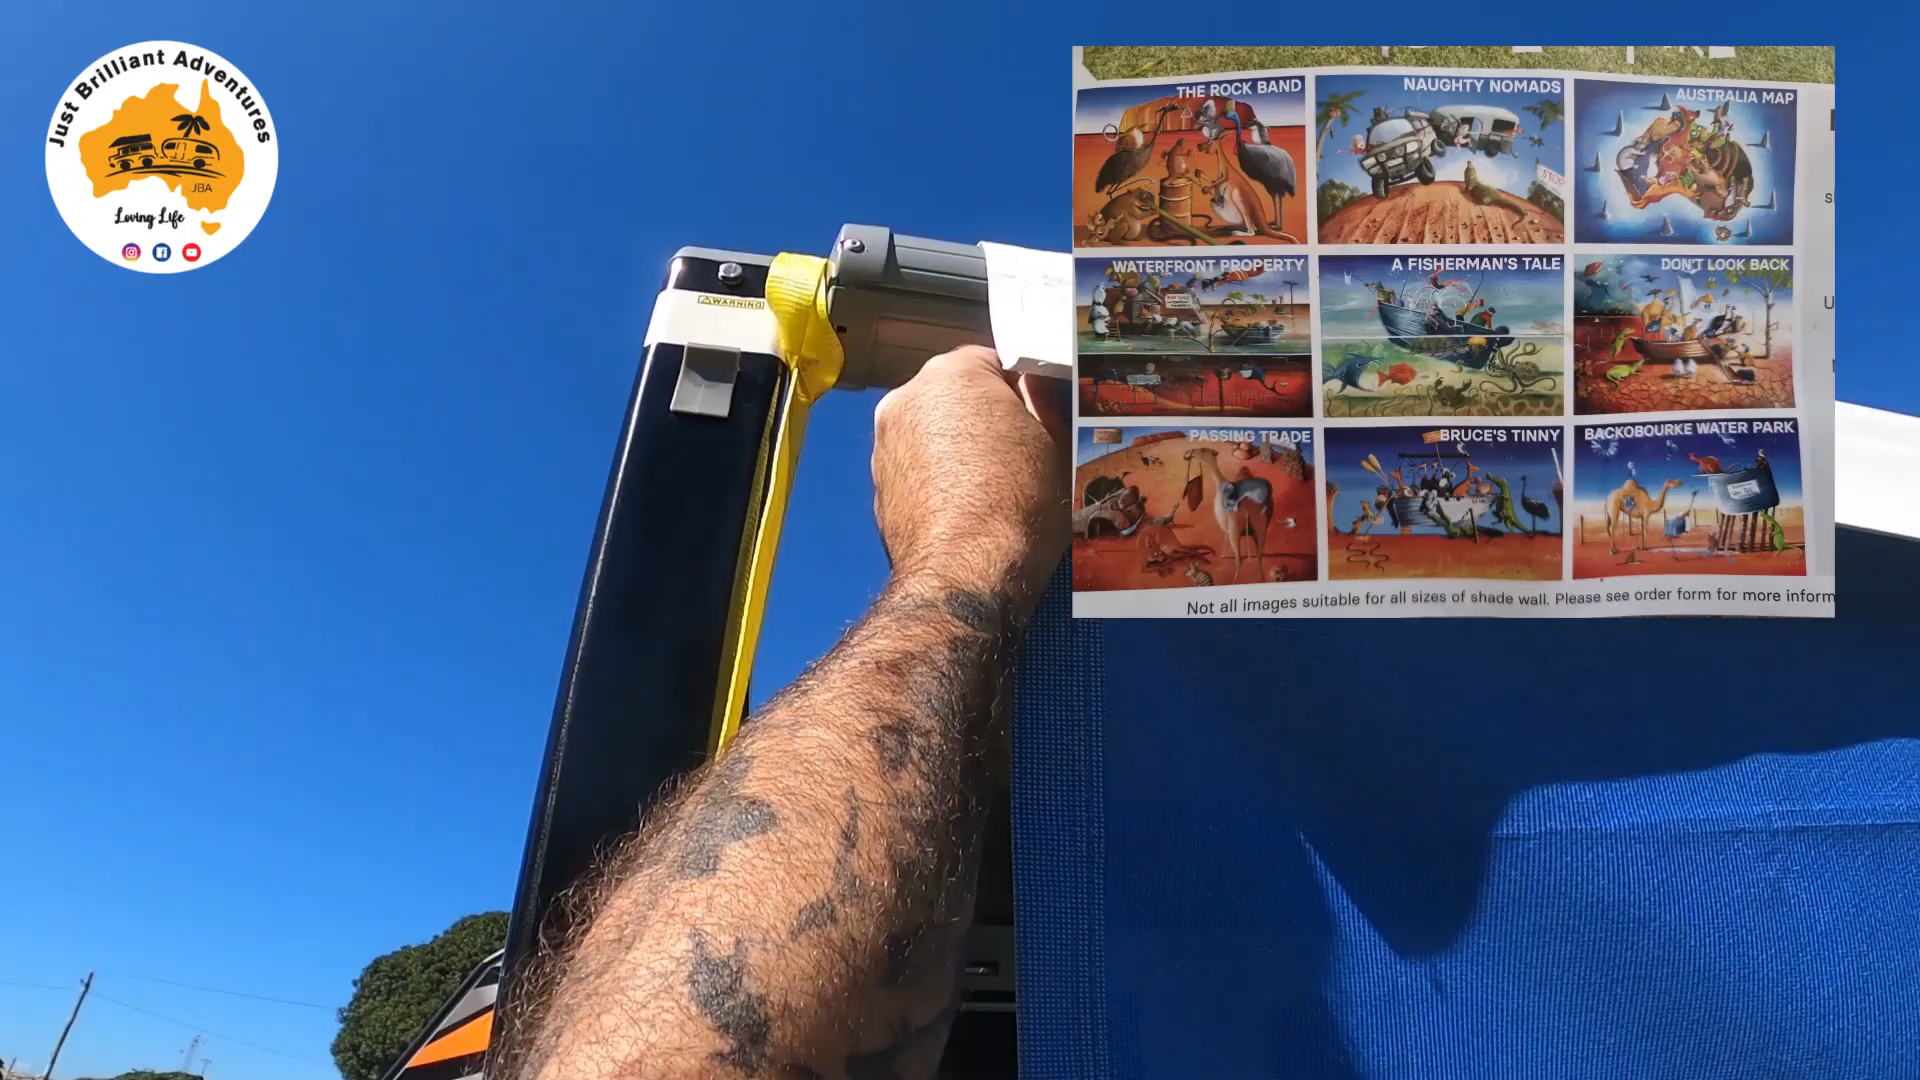 Just Brilliant Adventures
JBA
Loving Life
WARNING
THE ROCK BAND
NAUGHTY NOMADS
AUSTRALIA MAP
STOP
WATERFRONT PROPERTY
A FISHERMAN'S TALE
DON'T LOOK BACK
PASSING TRADE
BRUCE'S TINNY
BACKOBOURKE WATER PARK
Not all images suitable for all sizes of shade wall. Please see order form for more inform